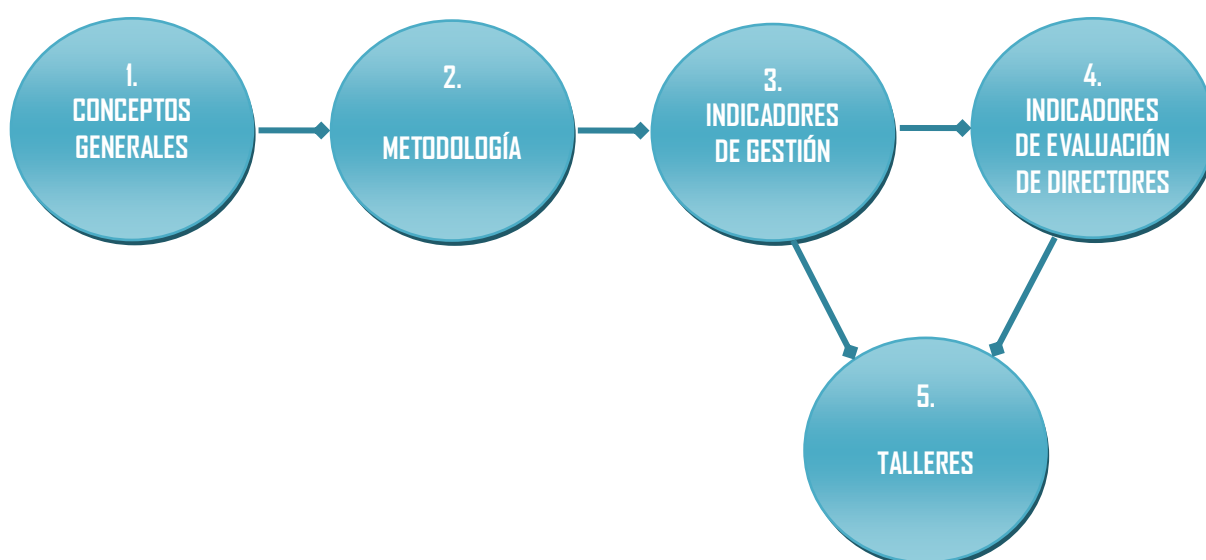 1.
CONCEPTOS
GENERALES
2.
METODOLOGÍA
3.
INDICADORES
DE GESTIÓN
4.
INDICADORES
DE EVALUACIÓN
DE DIRECTORES
5.
TALLERES